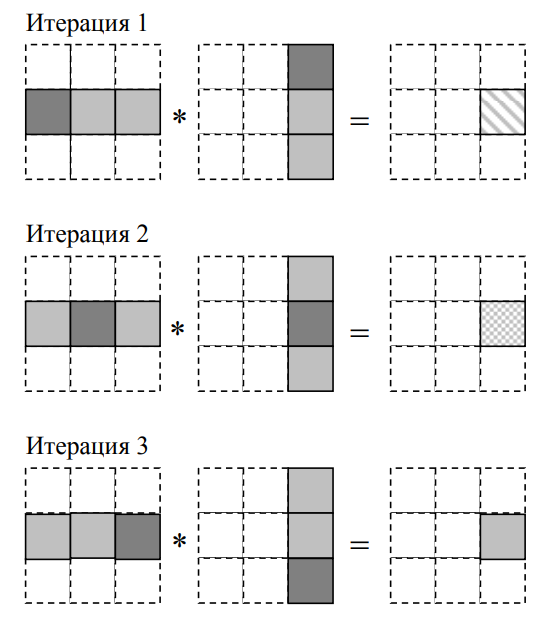 Итерация 1
* =
Итерация 2
* =
Итерация 3
* =